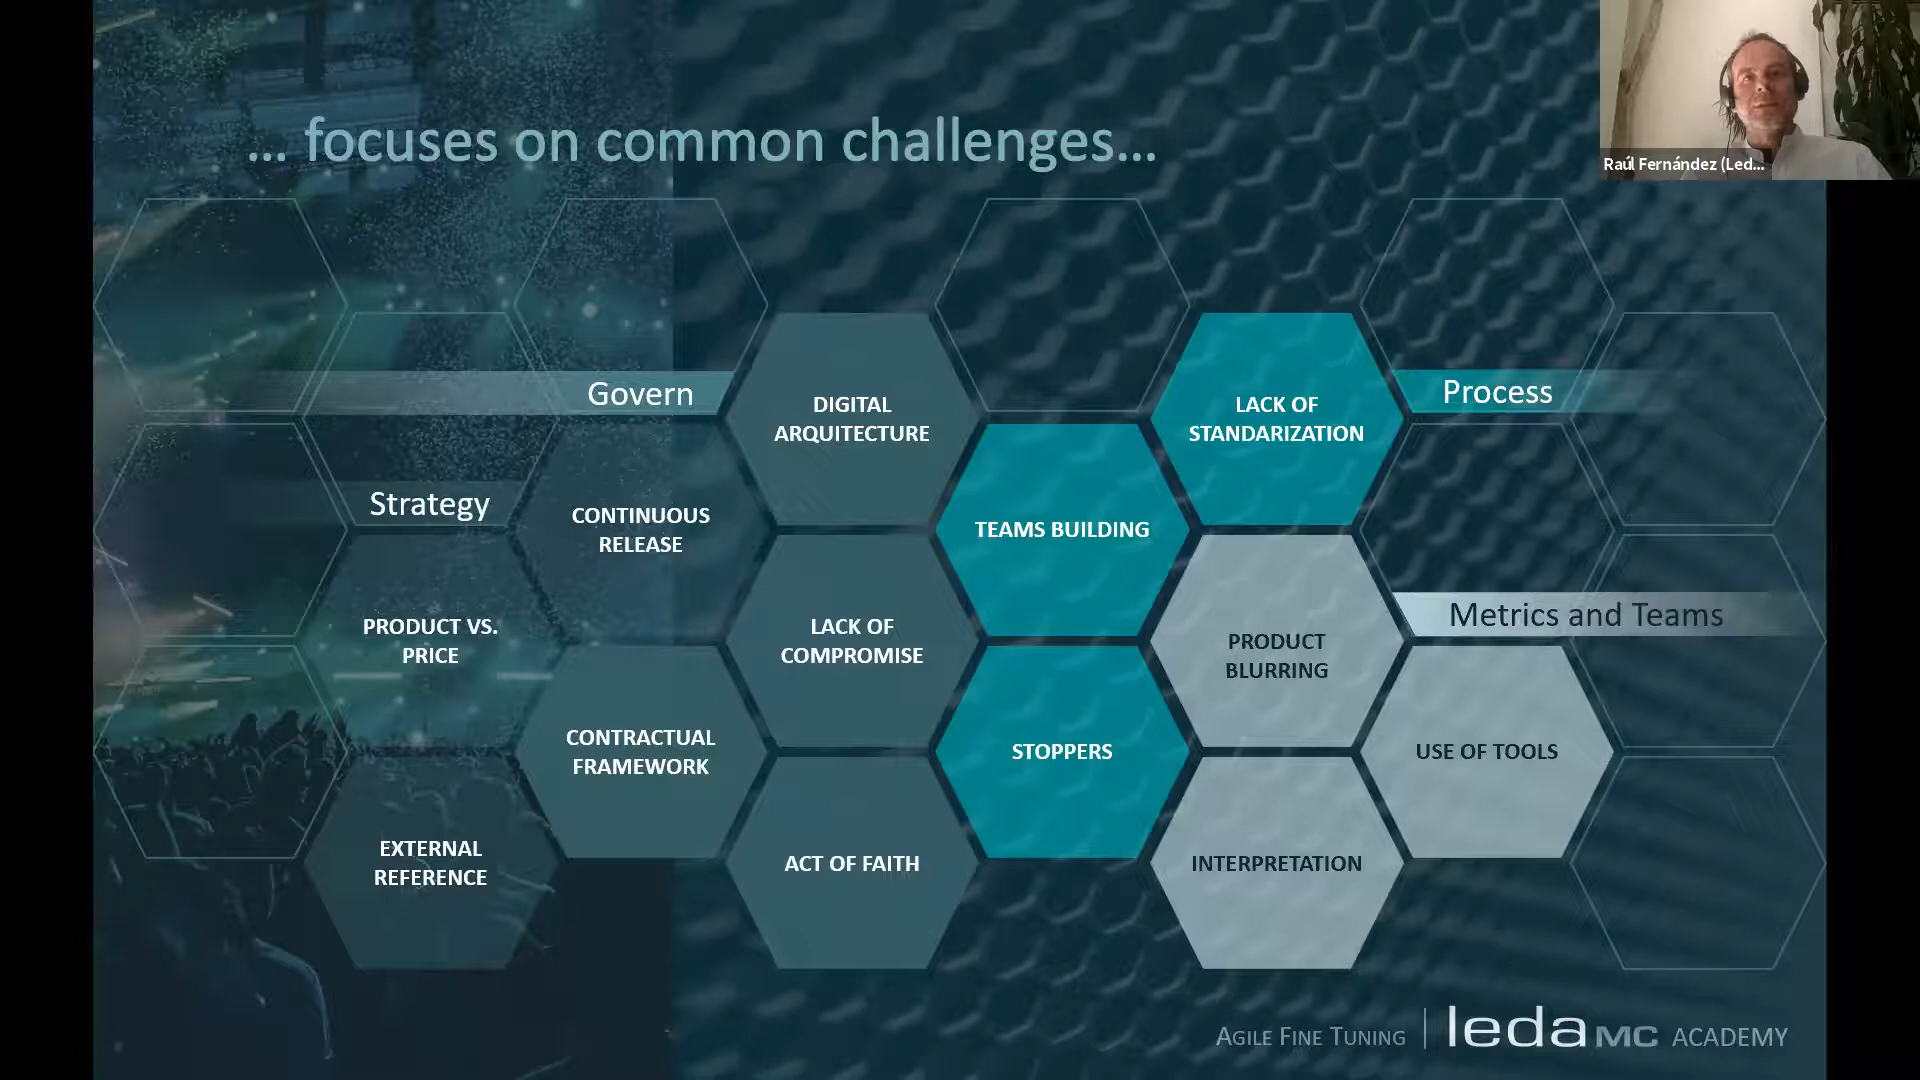 ... focuses on common challenges...
Raúl Fernández (Led...
Govern
DIGITAL
ARQUITECTURE
LACK OF
STANDARIZATION
Process
Strategy
CONTINUOUS
RELEASE
TEAMS BUILDING
PRODUCT VS.
PRICE
LACK OF
COMPROMISE
PRODUCT
BLURRING
Metrics and Teams
CONTRACTUAL
FRAMEWORK
STOPPERS
USE OF TOOLS
EXTERNAL
REFERENCE
ACT OF FAITH
INTERPRETATION
AGILE FINE TUNING
leda MC ACADEMY